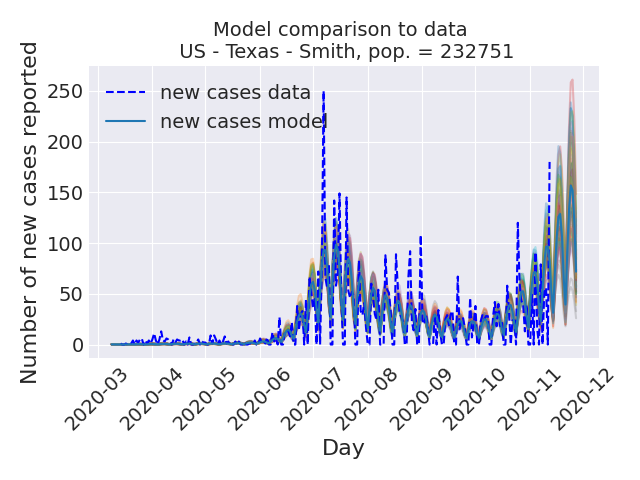 Model comparison to data
US - Texas - Smith, pop. = 232751
new cases data
new cases model
Number of new cases reported
250
200
150
100
50
0
2020-03
2020-04
2020-05
2020-06
2020-07
2020-08
2020-09
2020-10
2020-11
2020-12
Day